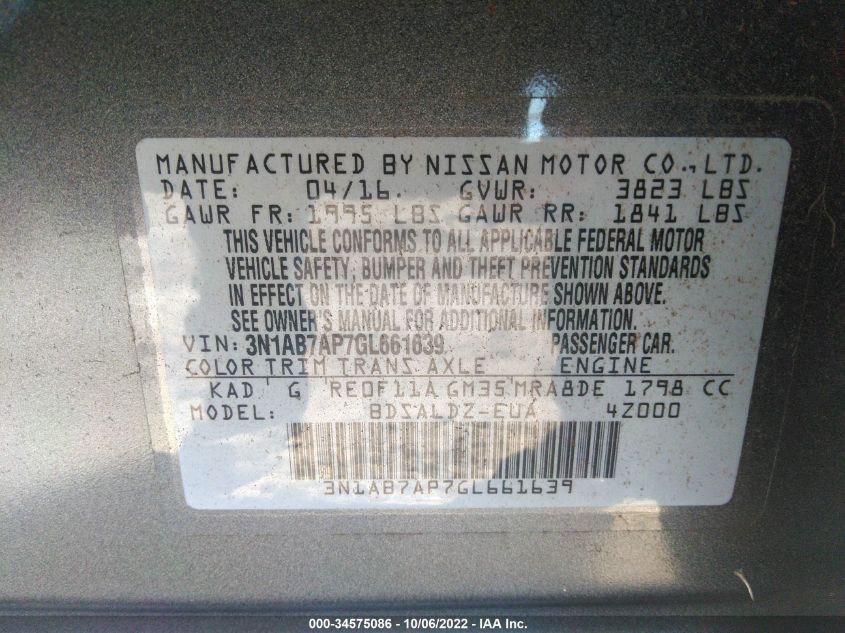 MANUFACTURED BY NISSAN MOTOR CO., LTD.
DATE: 04/16. GVWR: 3823 LBS
GAWR FR: 1995 LBS GAWR RR: 1841 LBS
THIS VEHICLE CONFORMS TO ALL APPLICABLE FEDERAL MOTOR
VEHICLE SAFETY, BUMPER AND THEFT PREVENTION STANDARDS
IN EFFECT ON THE DATE OF MANUFACTURE SHOWN ABOVE.
SEE OWNER'S MANUAL FOR ADDITIONAL INFORMATION.
VIN: 3N1AB7AP7GL661639 PASSENGER CAR.
COLOR TRIM TRANS AXLE ENGINE
KAD G RE0F11A GM35 MRA8DE 1798 CC
MODEL: BDSALDZ-EUA 4Z000
3N1AB7AP7GL661639
000-34575086 - 10/06/2022 - IAA Inc.